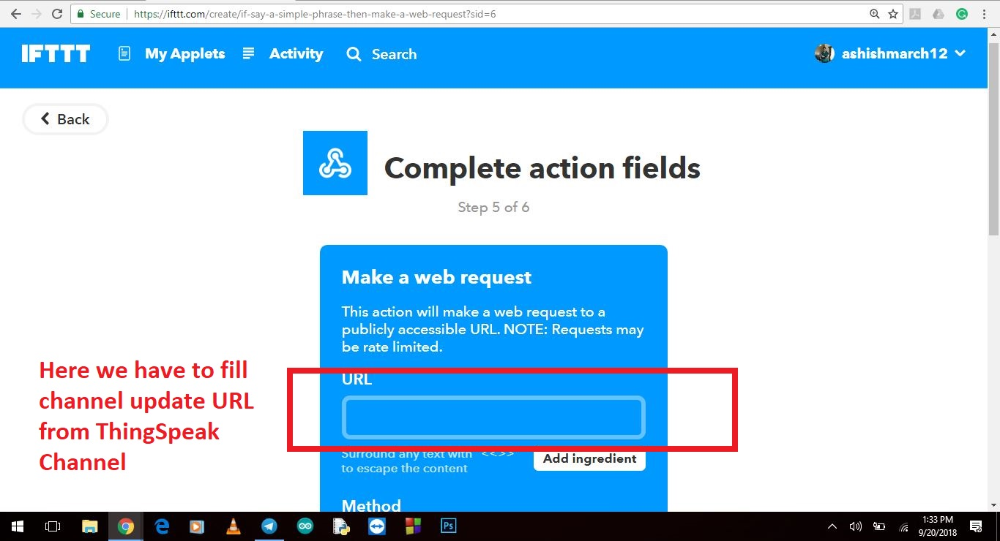 Secure https://ifttt.com/create/if-say-a-simple-phrase-then-make-a-web-request?sid=6
IFTTT My Applets Activity Search ashishmarch12
Back
Complete action fields
Step 5 of 6
Make a web request
This action will make a web request to a
publicly accessible URL. NOTE: Requests may
be rate limited.
Here we have to fill
channel update URL
from ThingSpeak
Channel
URL
Surround any text with <<>>
to escape the content
Add ingredient
Method
Ps
1:33 PM
9/20/2018